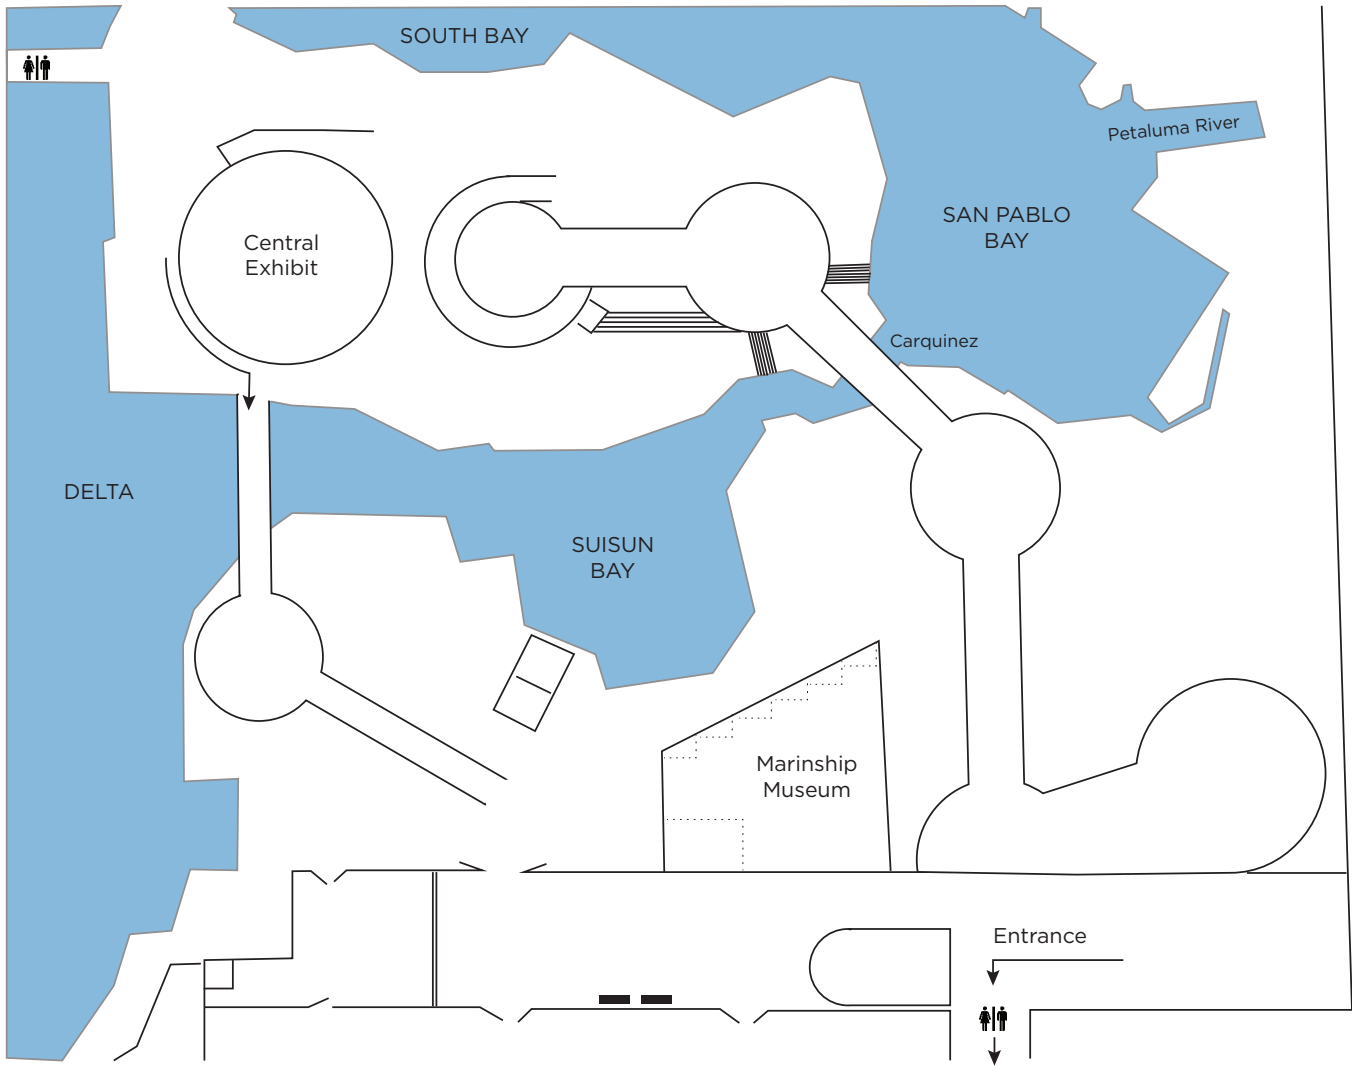 SOUTH BAY
Petaluma River
SAN PABLO
BAY
Central
Exhibit
Carquinez
DELTA
SUISUN
BAY
Marinship
Museum
Entrance